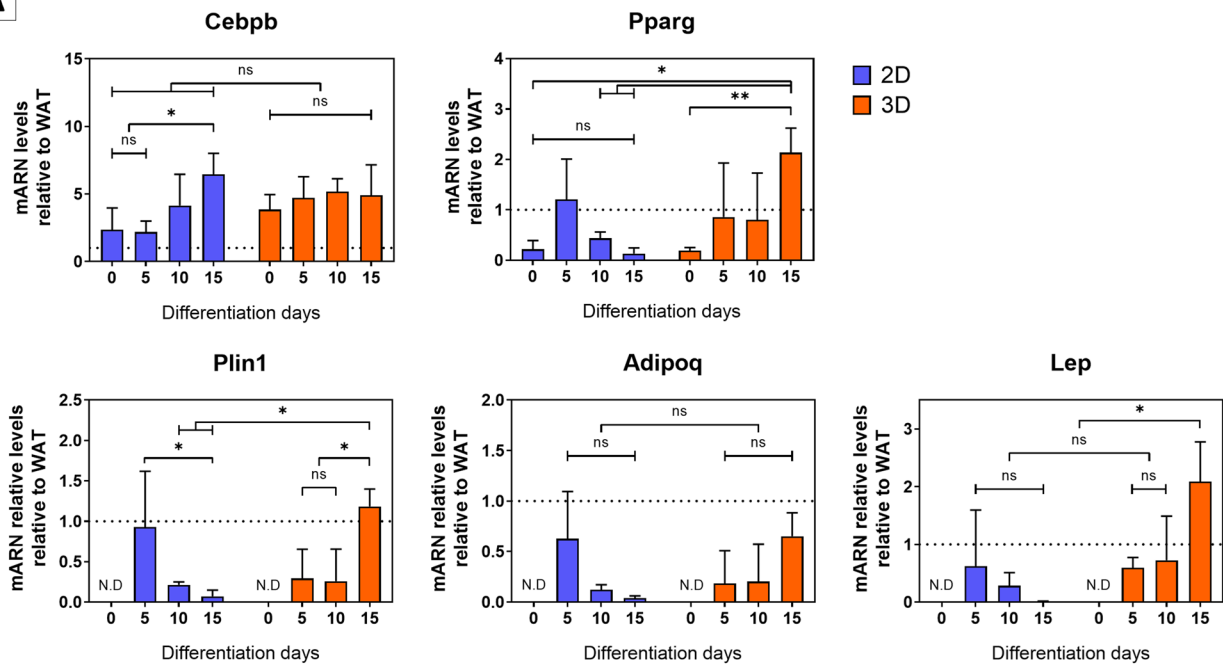 A
Cebpb
mARN levels
relative to WAT
15
10
5
0
ns
*
ns
ns
0 5 10 15 0 5 10 15
Differentiation days
Pparg
mARN levels
relative to WAT
4
3
2
1
0
*
**
ns
0 5 10 15 0 5 10 15
Differentiation days
2D
3D
Plin1
mARN relative levels
relative to WAT
2.5
2.0
1.5
1.0
0.5
0.0
*
*
*
ns
N.D
N.D
0 5 10 15 0 5 10 15
Differentiation days
Adipoq
mARN relative levels
relative to WAT
2.0
1.5
1.0
0.5
0.0
ns
ns
ns
N.D
N.D
0 5 10 15 0 5 10 15
Differentiation days
Lep
mARN relative levels
relative to WAT
3
2
1
0
*
ns
ns
ns
N.D
N.D
0 5 10 15 0 5 10 15
Differentiation days